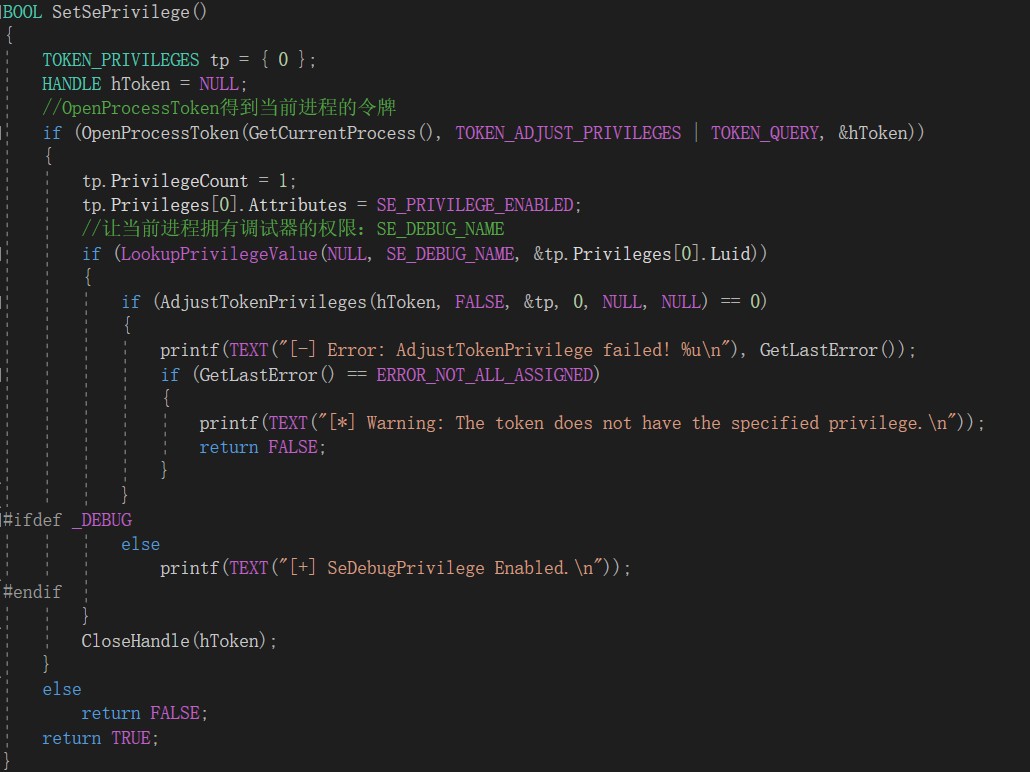 BOOL SetSePrivilege()
{
    TOKEN_PRIVILEGES tp = { 0 };
    HANDLE hToken = NULL;
    //OpenProcessToken得到当前进程的令牌
    if (OpenProcessToken(GetCurrentProcess(), TOKEN_ADJUST_PRIVILEGES | TOKEN_QUERY, &hToken))
    {
        tp.PrivilegeCount = 1;
        tp.Privileges[0].Attributes = SE_PRIVILEGE_ENABLED;
        //让当前进程拥有调试器的权限：SE_DEBUG_NAME
        if (LookupPrivilegeValue(NULL, SE_DEBUG_NAME, &tp.Privileges[0].Luid))
        {
            if (AdjustTokenPrivileges(hToken, FALSE, &tp, 0, NULL, NULL) == 0)
            {
                printf(TEXT("[-] Error: AdjustTokenPrivilege failed! %u\n"), GetLastError());
                if (GetLastError() == ERROR_NOT_ALL_ASSIGNED)
                {
                    printf(TEXT("[*] Warning: The token does not have the specified privilege.\n"));
                    return FALSE;
                }
            }
#ifdef _DEBUG
            else
                printf(TEXT("[+] SeDebugPrivilege Enabled.\n"));
#endif
        }
        CloseHandle(hToken);
    }
    else
        return FALSE;
    return TRUE;
}